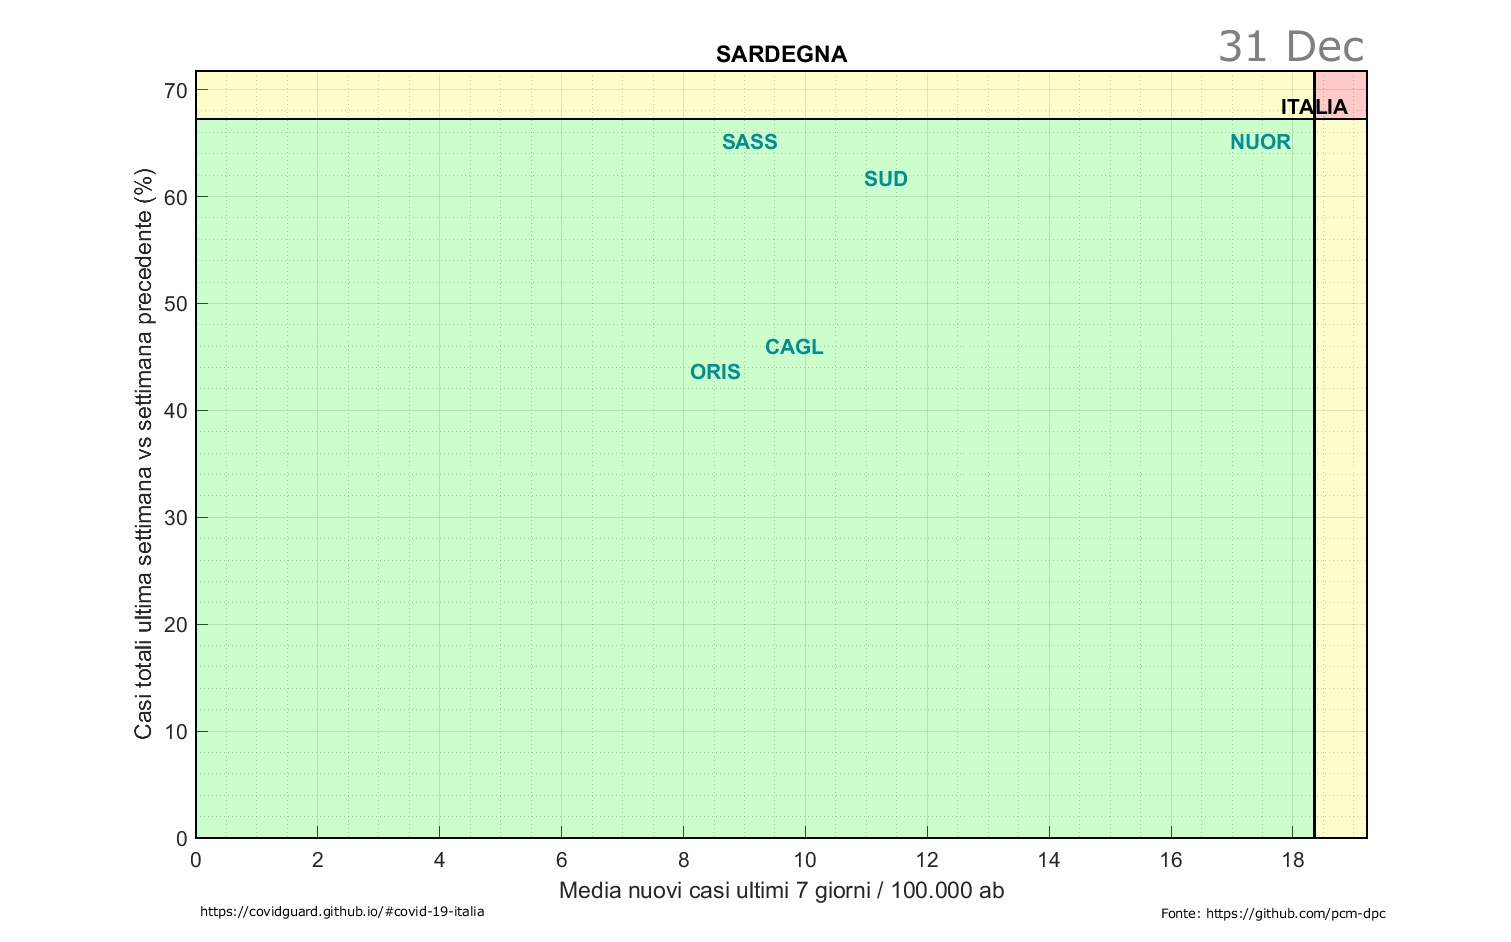 31 Dec
SARDEGNA
70
ITALIA
SASS
NUOR
SUD
60
50
CAGL
ORIS
40
30
20
10
0
Casi totali ultima settimana vs settimana precedente (%)
0 2 4 6 8 10 12 14 16 18
Media nuovi casi ultimi 7 giorni / 100.000 ab
https://covidguard.github.io/#covid-19-italia
Fonte: https://github.com/pcm-dpc